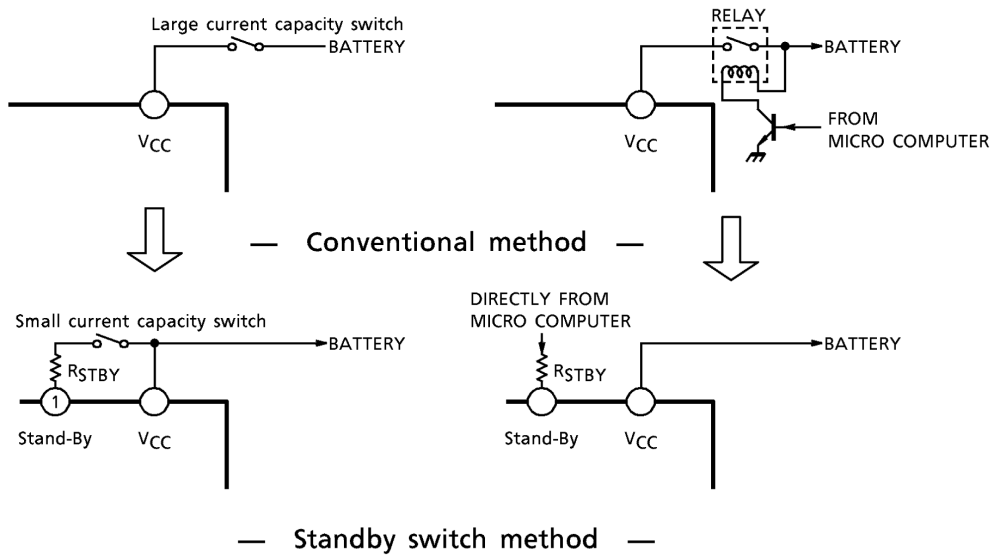 Large current capacity switch
BATTERY
VCC
RELAY
BATTERY
FROM
MICRO COMPUTER
VCC
— Conventional method —
Small current capacity switch
BATTERY
RSTBY
1
Stand-By
VCC
DIRECTLY FROM
MICRO COMPUTER
BATTERY
RSTBY
Stand-By
VCC
— Standby switch method —